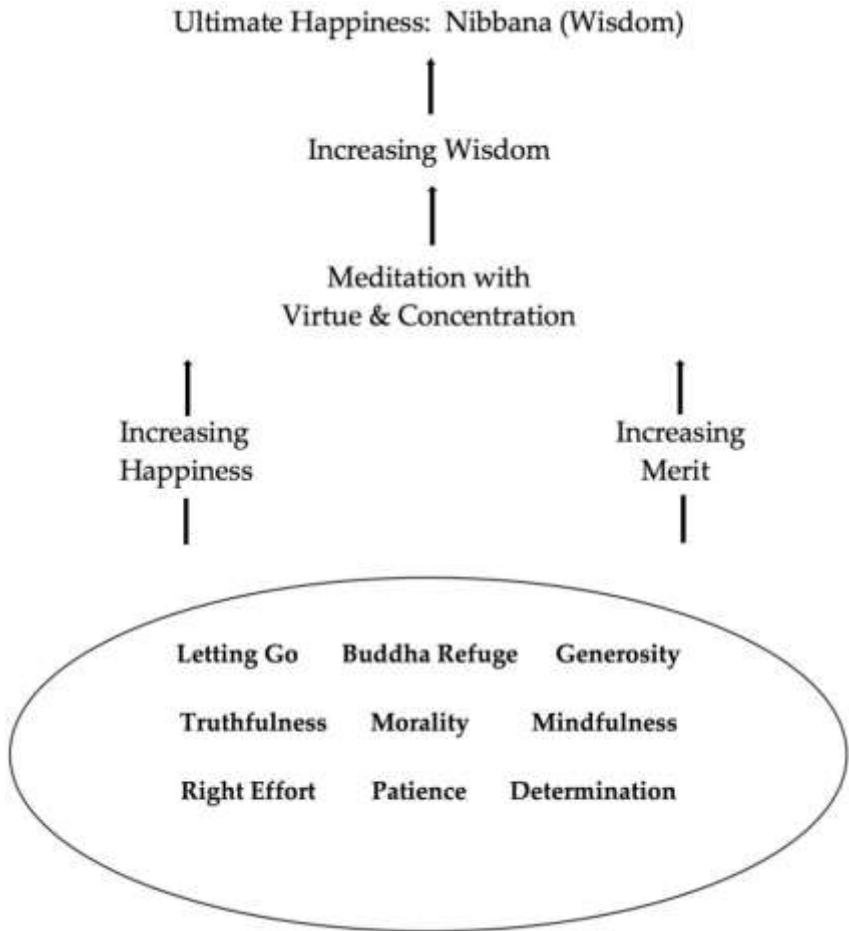 Ultimate Happiness: Nibbana (Wisdom)
Increasing Wisdom
Meditation with
Virtue & Concentration
Increasing
Happiness
Increasing
Merit
Letting Go Buddha Refuge Generosity
Truthfulness Morality Mindfulness
Right Effort Patience Determination